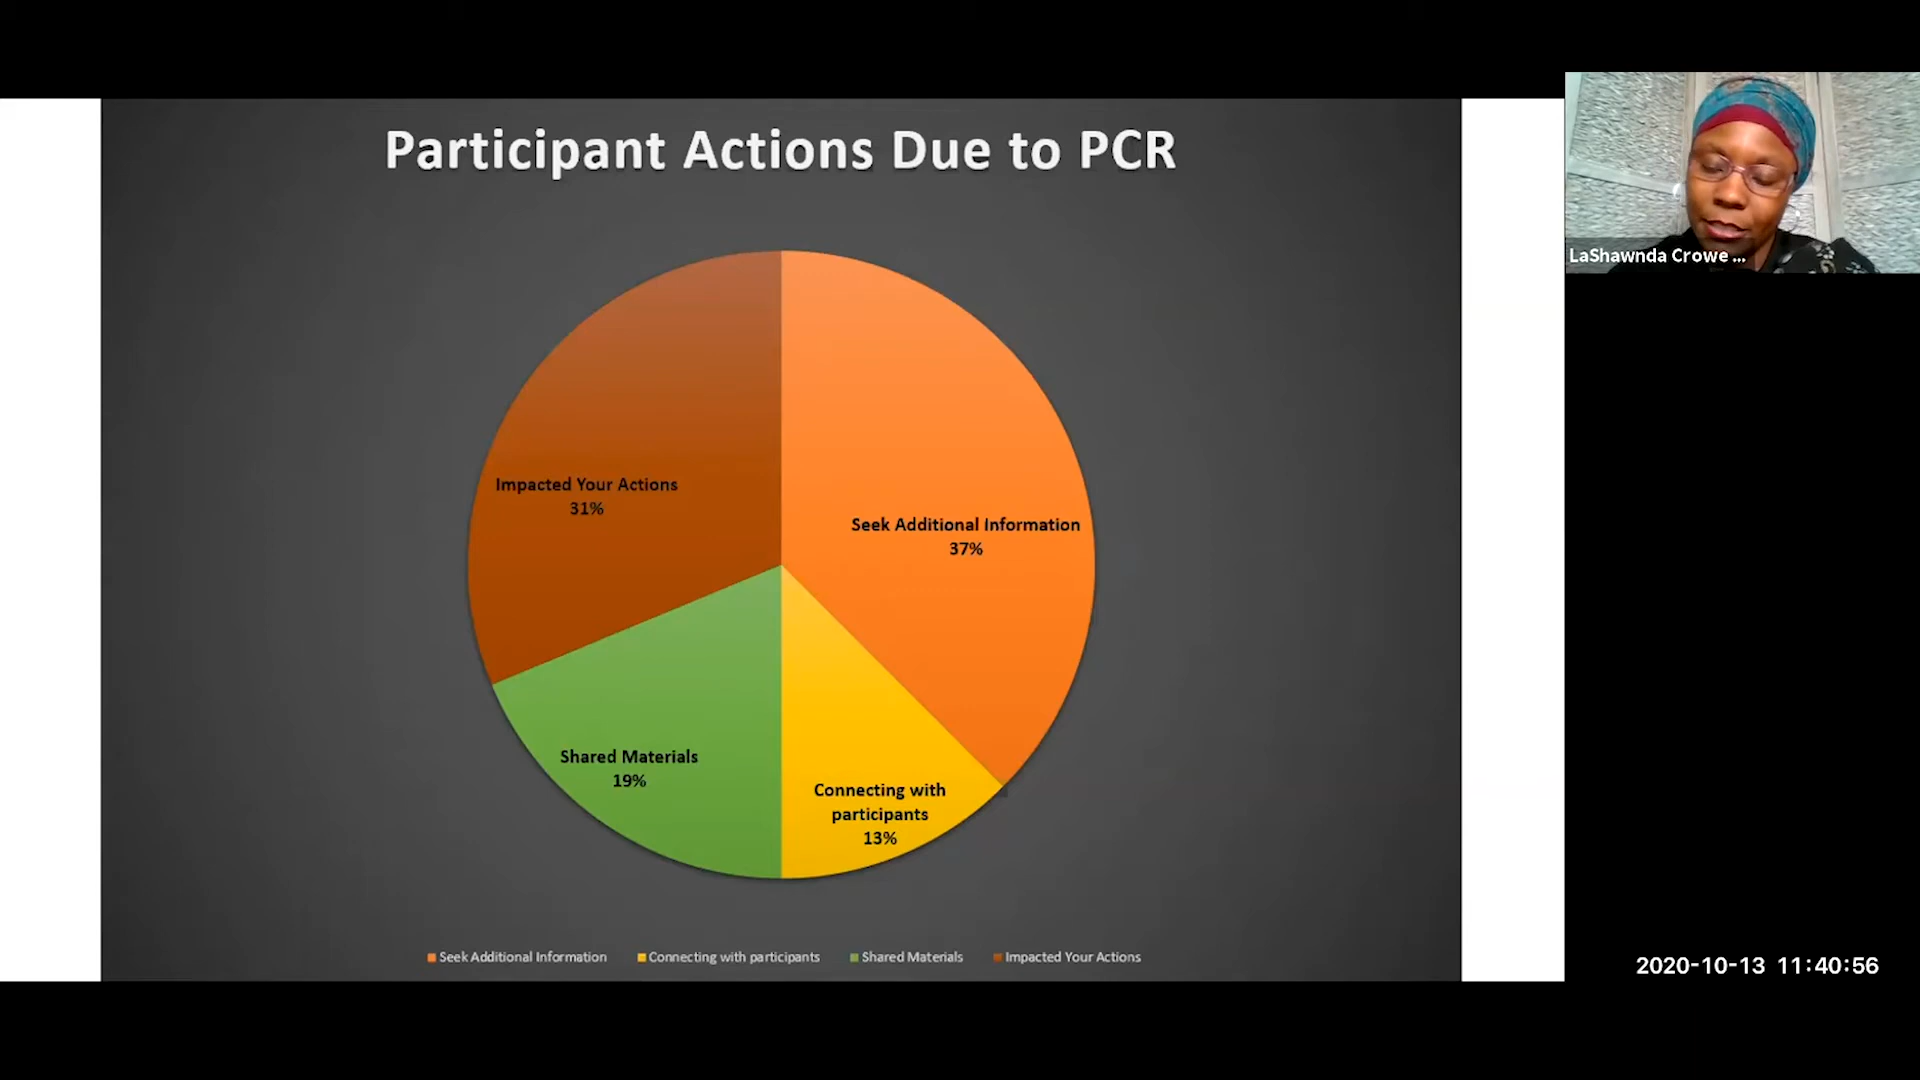 Participant Actions Due to PCR
LaShawnda Crowe ...
Impacted Your Actions
31%
Seek Additional Information
37%
Shared Materials
19%
Connecting with
participants
13%
Seek Additional Information
Connecting with participants
Shared Materials
Impacted Your Actions
2020-10-13 11:40:56